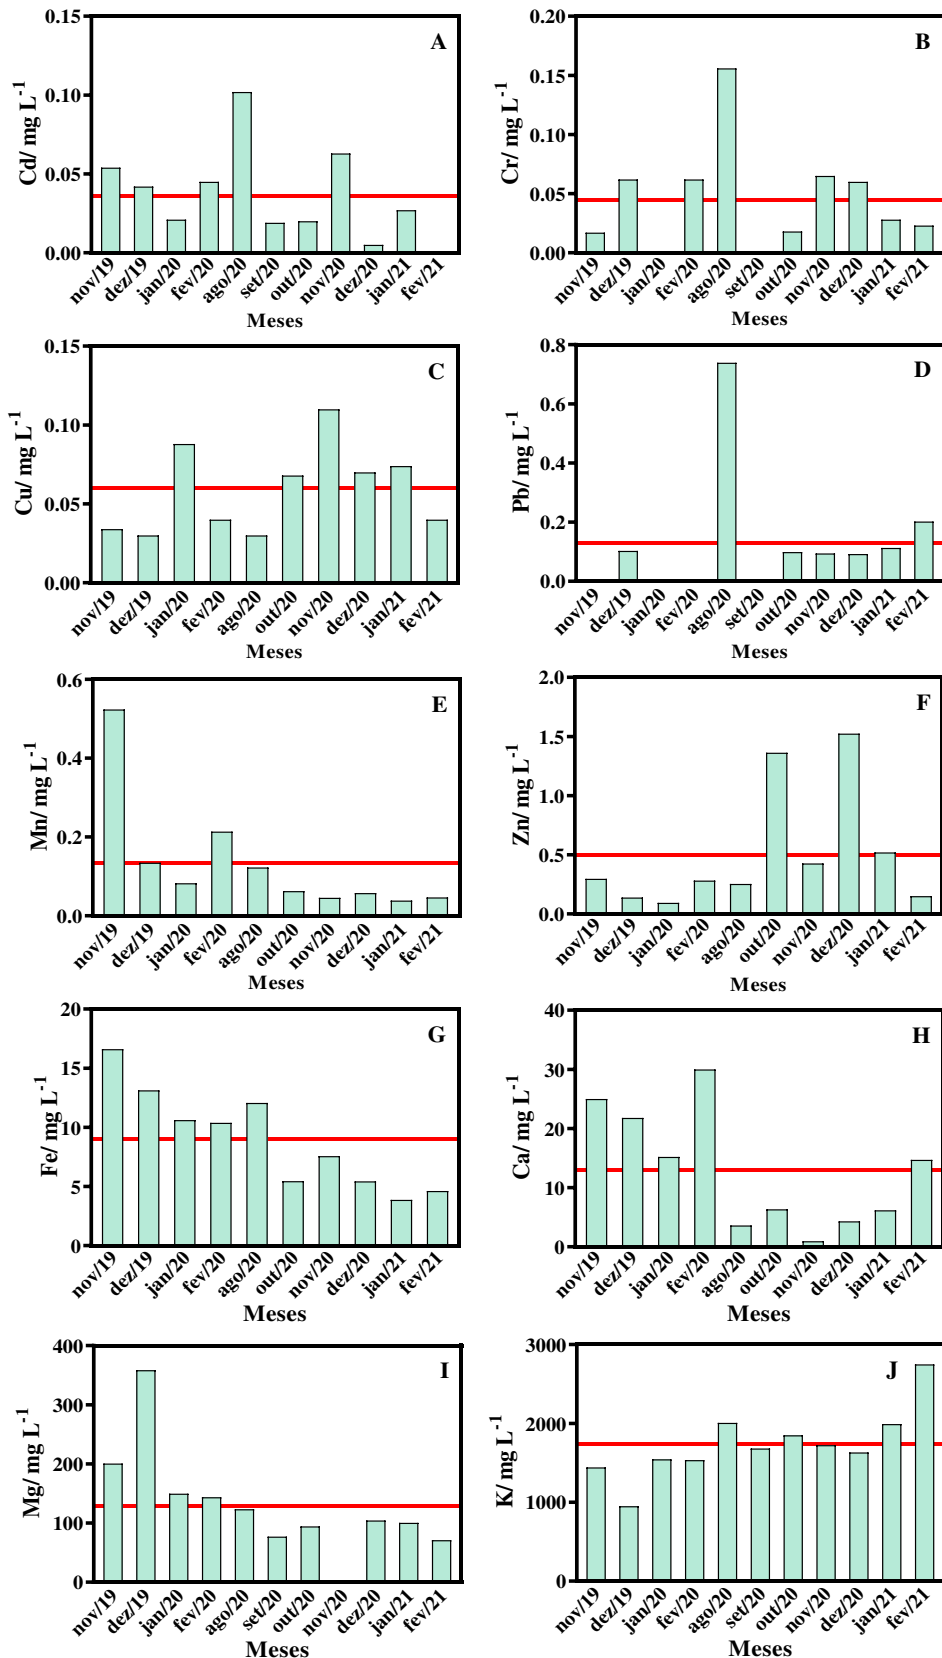 A
Cd/ mg L-1
0.15
0.10
0.05
0.00
nov/19
dez/19
jan/20
fev/20
ago/20
set/20
out/20
nov/20
dez/20
jan/21
fev/21
Meses
B
Cr/ mg L-1
0.20
0.15
0.10
0.05
0.00
nov/19
dez/19
jan/20
fev/20
ago/20
set/20
out/20
nov/20
dez/20
jan/21
fev/21
Meses
C
Cu/ mg L-1
0.15
0.10
0.05
0.00
nov/19
dez/19
jan/20
fev/20
ago/20
out/20
nov/20
dez/20
jan/21
fev/21
Meses
D
Pb/ mg L-1
0.8
0.6
0.4
0.2
0.0
nov/19
dez/19
jan/20
fev/20
ago/20
set/20
out/20
nov/20
dez/20
jan/21
fev/21
Meses
E
Mn/ mg L-1
0.6
0.4
0.2
0.0
nov/19
dez/19
jan/20
fev/20
ago/20
out/20
nov/20
dez/20
jan/21
fev/21
Meses
F
Zn/ mg L-1
2.0
1.5
1.0
0.5
0.0
nov/19
dez/19
jan/20
fev/20
ago/20
out/20
nov/20
dez/20
jan/21
fev/21
Meses
G
Fe/ mg L-1
20
15
10
5
0
nov/19
dez/19
jan/20
fev/20
ago/20
out/20
nov/20
dez/20
jan/21
fev/21
Meses
H
Ca/ mg L-1
40
30
20
10
0
nov/19
dez/19
jan/20
fev/20
ago/20
out/20
nov/20
dez/20
jan/21
fev/21
Meses
I
Mg/ mg L-1
400
300
200
100
0
nov/19
dez/19
jan/20
fev/20
ago/20
set/20
out/20
nov/20
dez/20
jan/21
fev/21
Meses
J
K/ mg L-1
3000
2000
1000
0
nov/19
dez/19
jan/20
fev/20
ago/20
set/20
out/20
nov/20
dez/20
jan/21
fev/21
Meses